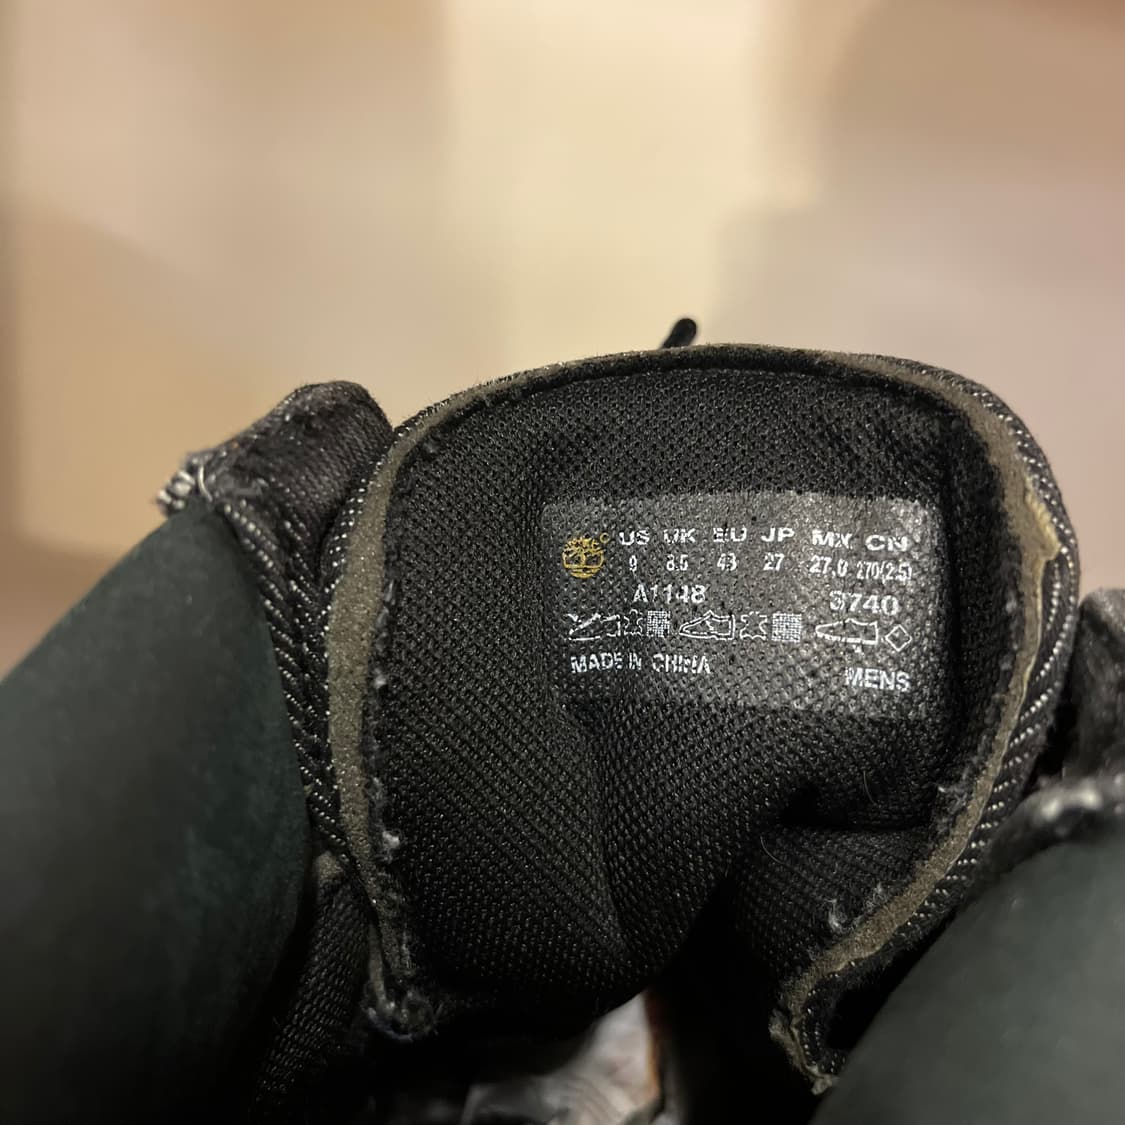 US UK EU JP MX CN
9 8.5 43 27 27.0 270(2.5)
A1148 3740
MADE IN CHINA
MENS